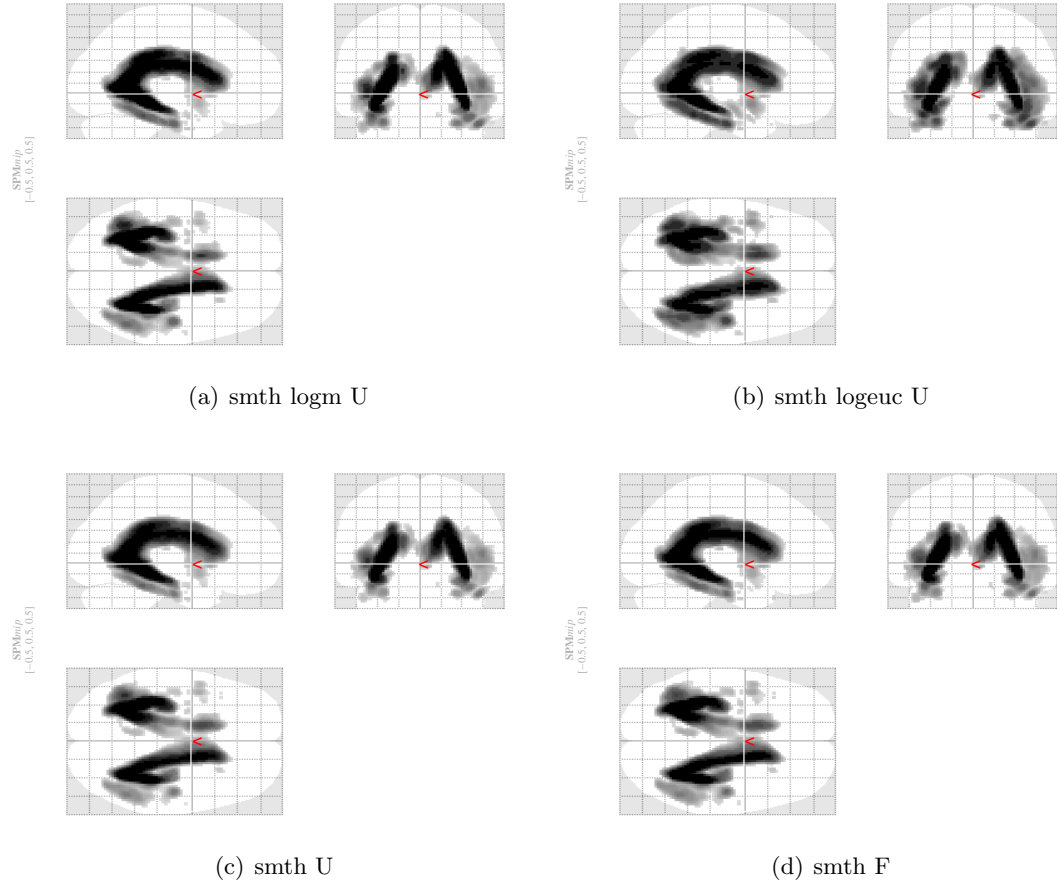 SPMmip
[−0.5, 0.5, 0.5]
<
<
<
SPMmip
[−0.5, 0.5, 0.5]
<
<
<
(a) smth logm U
(b) smth logeuc U
SPMmip
[−0.5, 0.5, 0.5]
<
<
<
SPMmip
[−0.5, 0.5, 0.5]
<
<
<
(c) smth U
(d) smth F